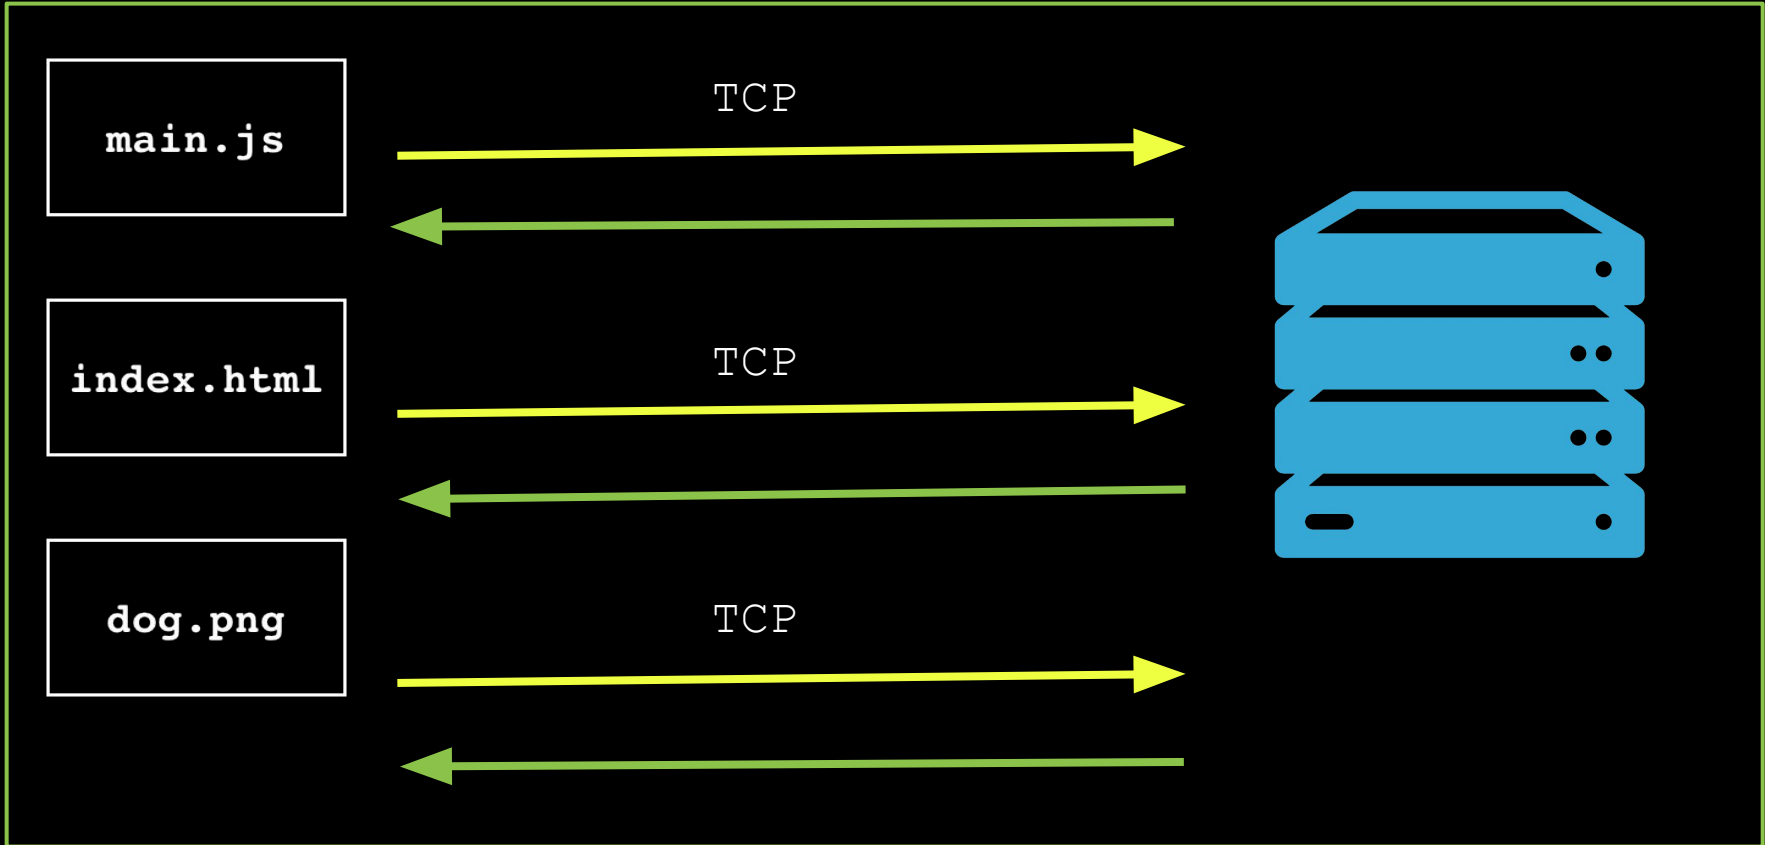 TCP
main.js
TCP
index.html
TCP
dog.png